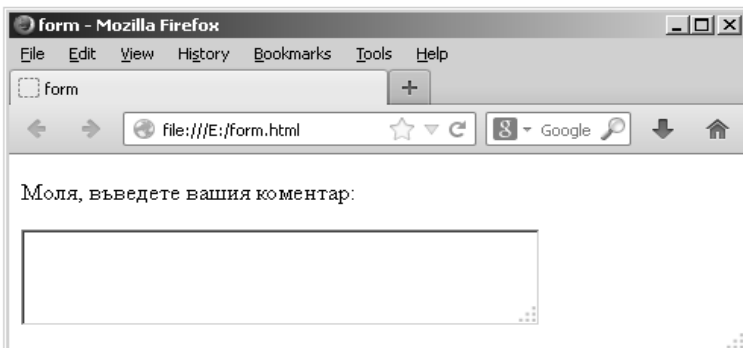 form - Mozilla Firefox
File Edit View History Bookmarks Tools Help
form
file:///E:/form.html
8 Google
Моля, въведете вашия коментар: